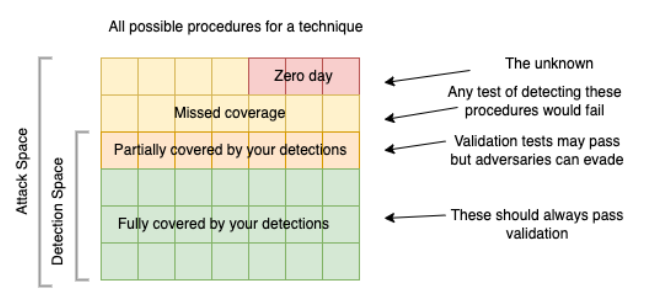 All possible procedures for a technique
Attack Space
Detection Space
Zero day
Missed coverage
Partially covered by your detections
Fully covered by your detections
The unknown
Any test of detecting these
procedures would fail
Validation tests may pass
but adversaries can evade
These should always pass
validation